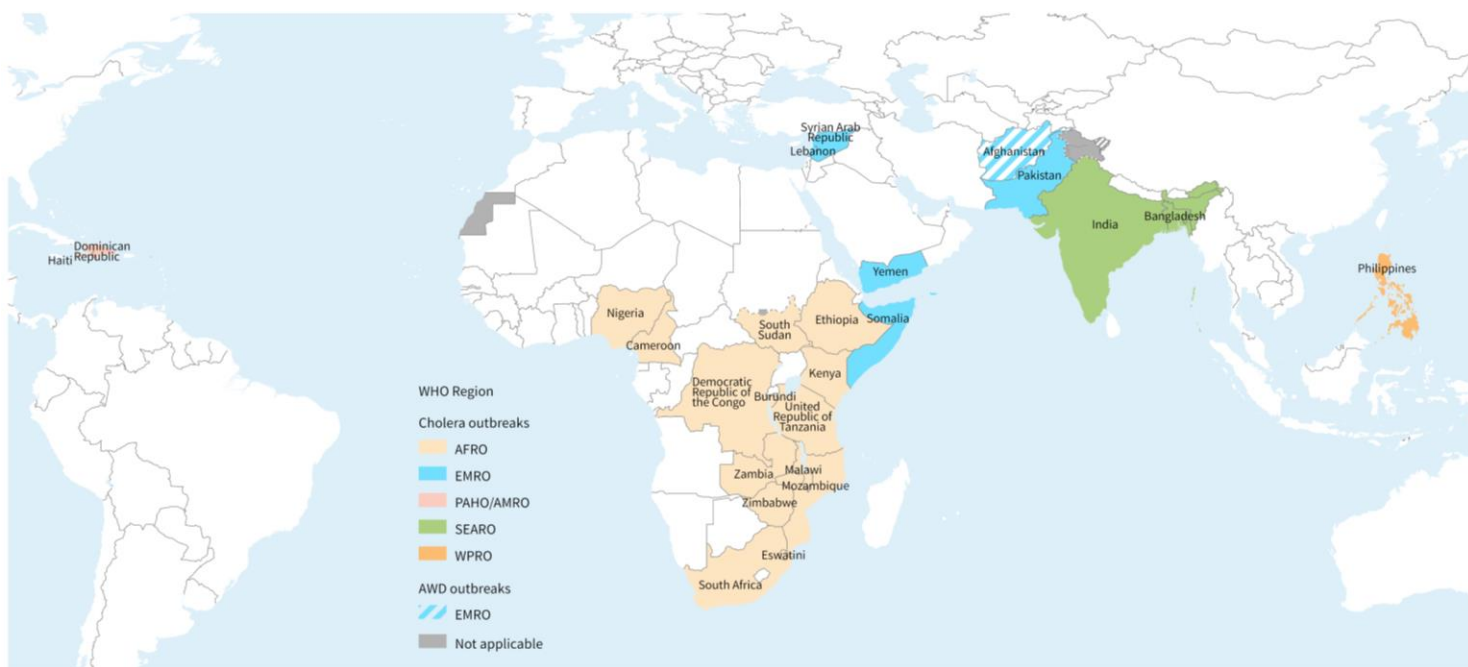 Syrian Arab
Republic
Lebanon
Afghanistan
Pakistan
India
Bangladesh
Philippines
Dominican
Republic
Haiti
Yemen
Nigeria
Cameroon
South
Sudan
Ethiopia
Somalia
Democratic
Republic of
the Congo
Burundi
Kenya
United
Republic of
Tanzania
Zambia
Malawi
Mozambique
Zimbabwe
Eswatini
South Africa
WHO Region
Cholera outbreaks
AFRO
EMRO
PAHO/AMRO
SEARO
WPRO
AWD outbreaks
EMRO
Not applicable